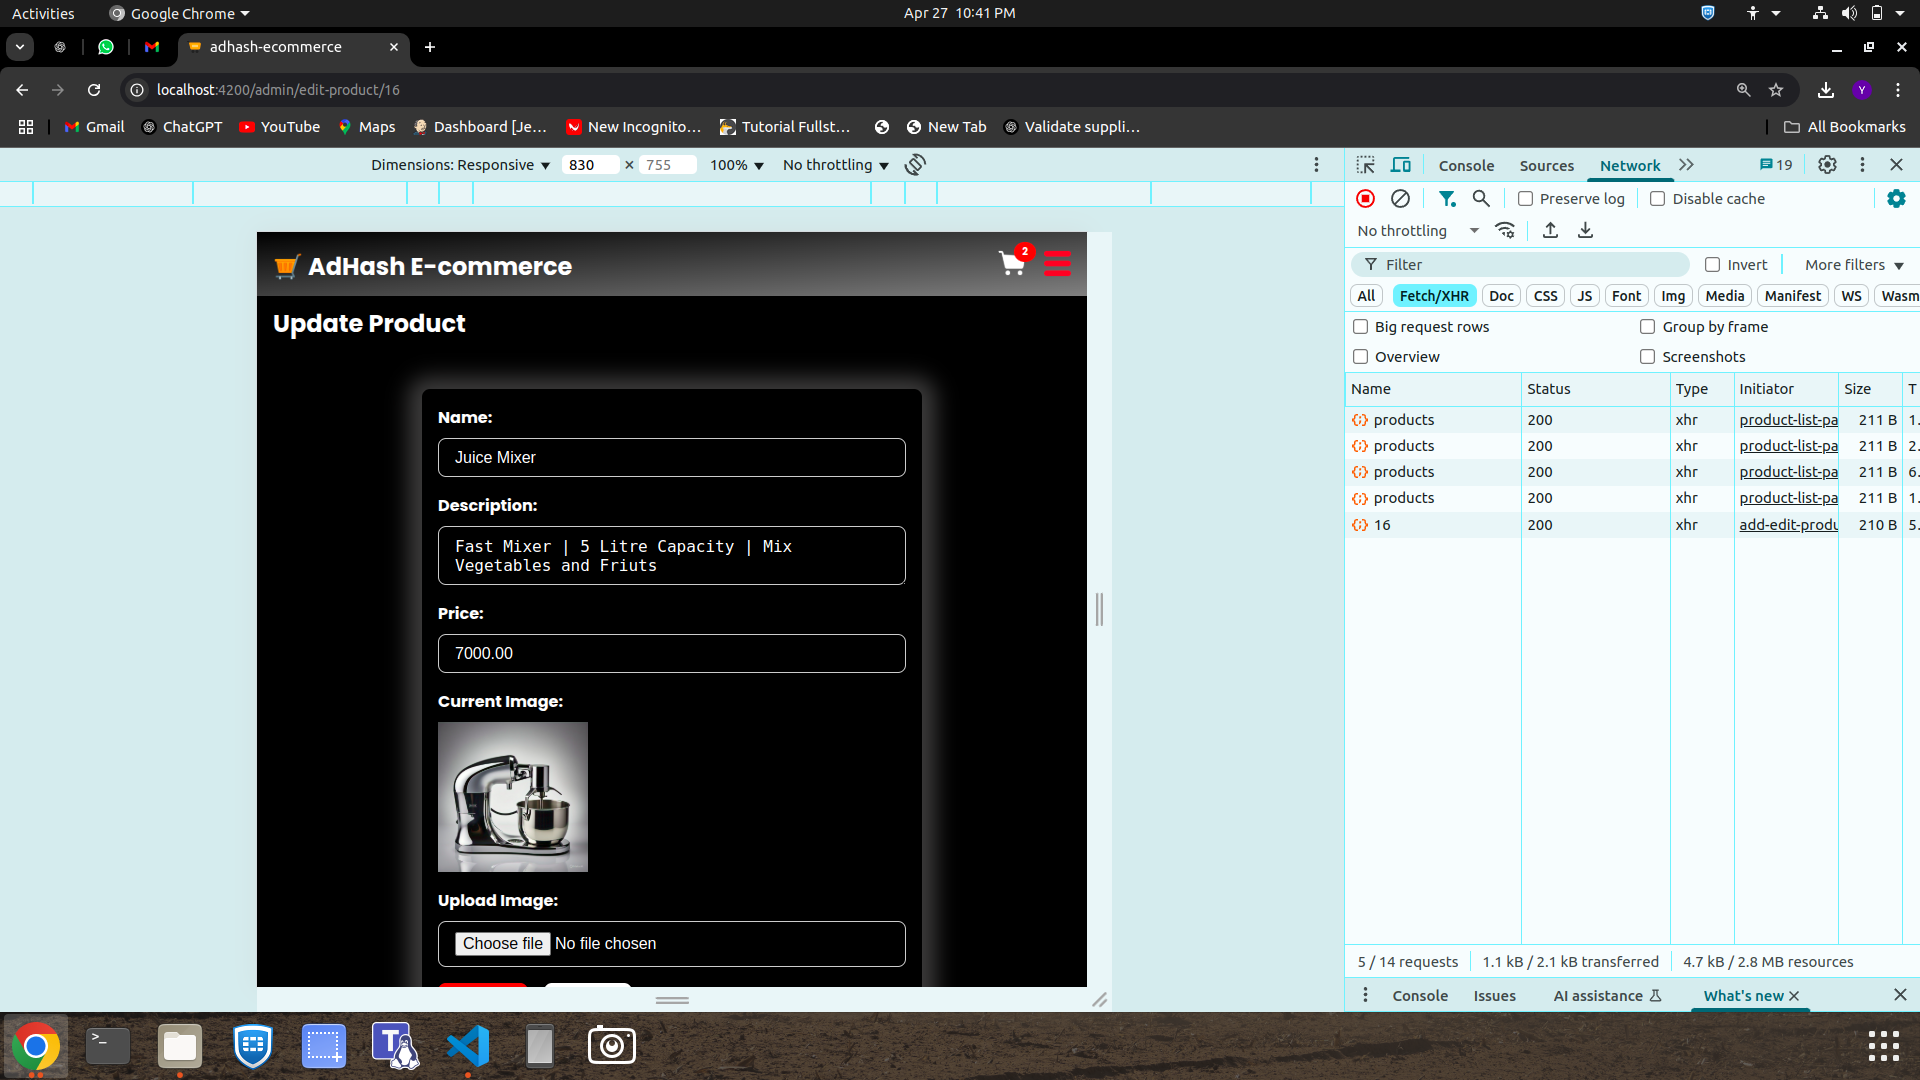 Activities
Google Chrome
Apr 27 10:41 PM
adhash-ecommerce
localhost:4200/admin/edit-product/16
Y
Gmail
ChatGPT
YouTube
Maps
Dashboard [Je...
New Incognito...
Tutorial Fullst...
New Tab
Validate suppli...
All Bookmarks
Dimensions: Responsive
830 × 755
100%
No throttling
Console
Sources
Network
19
Preserve log
Disable cache
No throttling
Filter
Invert
More filters
All
Fetch/XHR
Doc
CSS
JS
Font
Img
Media
Manifest
WS
Wasm
Big request rows
Group by frame
Overview
Screenshots
Name Status Type Initiator Size T
products 200 xhr product-list-pa 211 B 1.
products 200 xhr product-list-pa 211 B 2.
products 200 xhr product-list-pa 211 B 6.
products 200 xhr product-list-pa 211 B 1.
16 200 xhr add-edit-produ 210 B 5.
5 / 14 requests
1.1 kB / 2.1 kB transferred
4.7 kB / 2.8 MB resources
Console
Issues
AI assistance
What's new
AdHash E-commerce
2
Update Product
Name:
Juice Mixer
Description:
Fast Mixer | 5 Litre Capacity | Mix
Vegetables and Friuts
Price:
7000.00
Current Image:
Upload Image:
Choose file No file chosen
>_
T